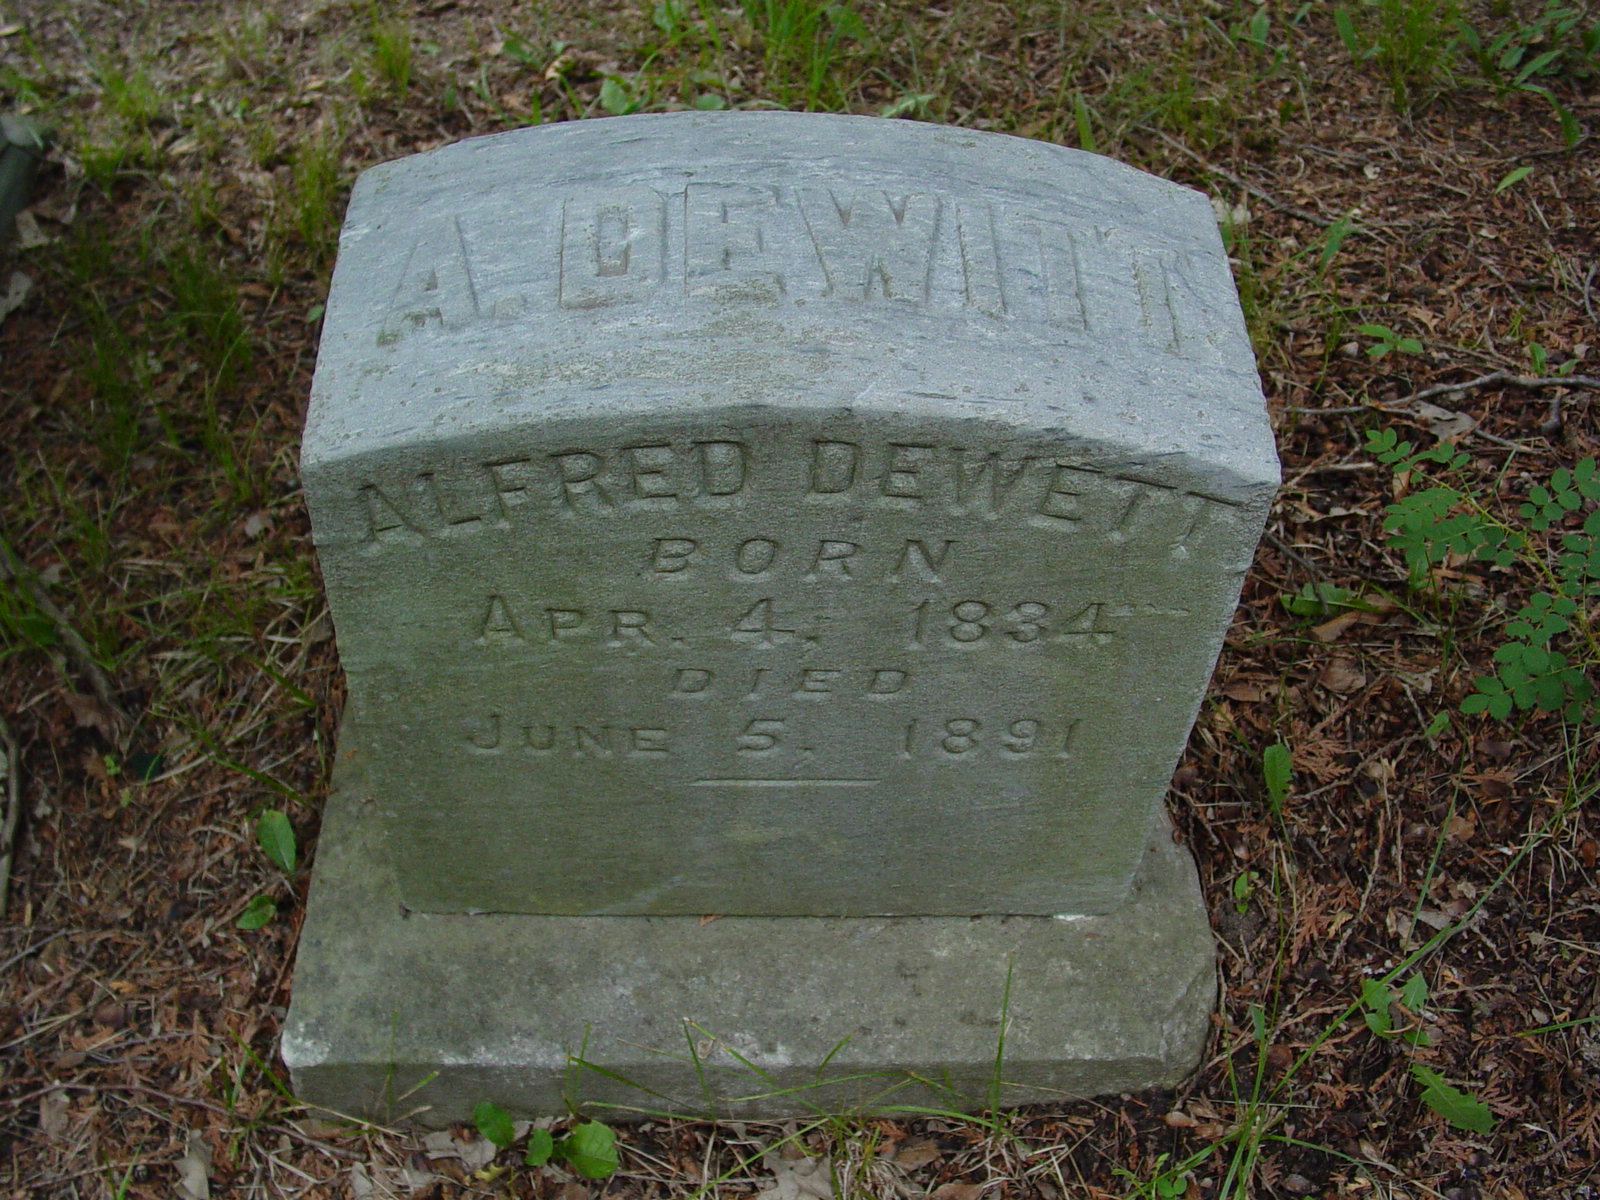 A. DEWITT
ALFRED DEWETT
BORN
APR. 4, 1834
DIED
JUNE 5, 1891